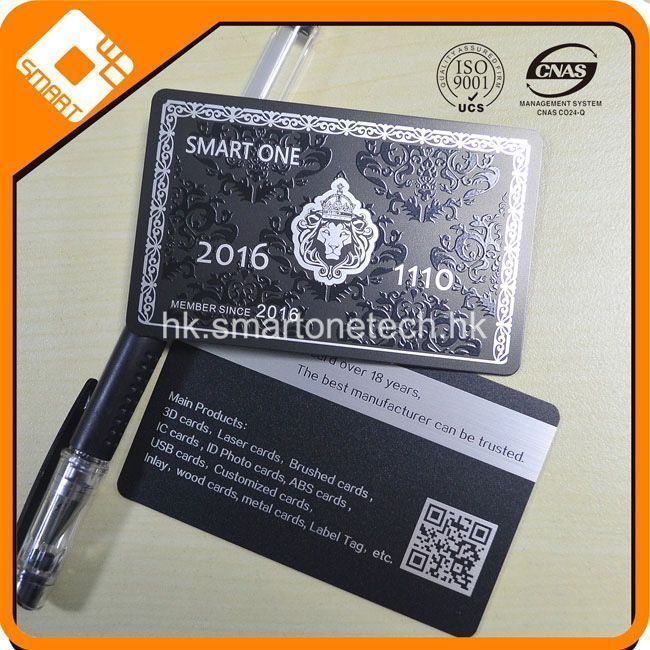 SMART
ISO
9001
UCS
CNAS
MANAGEMENT SYSTEM
CNAS CO24-Q
SMART ONE
2016
1110
MEMBER SINCE 2016
hk.smartonetech.hk
card over 18 years,
The best manufacturer can be trusted.
Main Products:
3D cards, Laser cards, Brushed cards,
IC cards, ID Photo cards, ABS cards,
USB cards, Customized cards,
Inlay, wood cards, metal cards, Label Tag, etc.